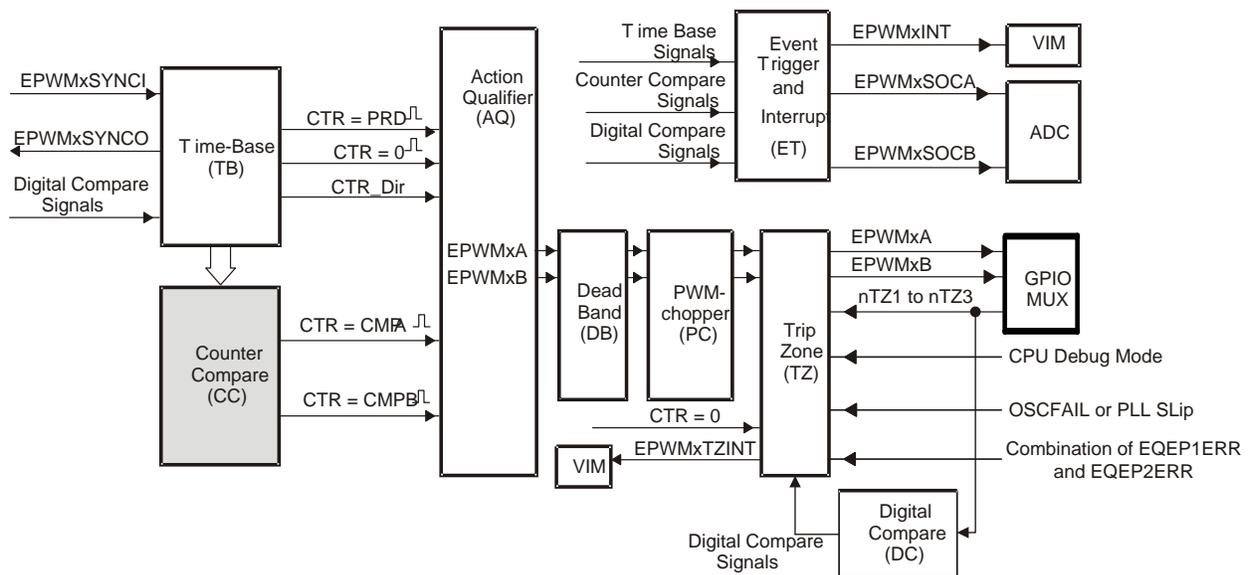 EPWMxSYNCI
EPWMxSYNCO
Digital Compare
Signals
Time-Base
(TB)
CTR = PRD
CTR = 0
CTR_Dir
Counter
Compare
(CC)
CTR = CMPA
CTR = CMPB
Action
Qualifier
(AQ)
EPWMxA
EPWMxB
Time Base
Signals
Counter Compare
Signals
Digital Compare
Signals
Event
Trigger
and
Interrupt
(ET)
EPWMxINT
EPWMxSOCA
EPWMxSOCB
VIM
ADC
Dead
Band
(DB)
PWM-
chopper
(PC)
Trip
Zone
(TZ)
EPWMxA
EPWMxB
nTZ1 to nTZ3
GPIO
MUX
CPU Debug Mode
OSCFAIL or PLL SLip
Combination of EQEP1ERR
and EQEP2ERR
CTR = 0
EPWMxTZINT
VIM
Digital Compare
Signals
Digital
Compare
(DC)